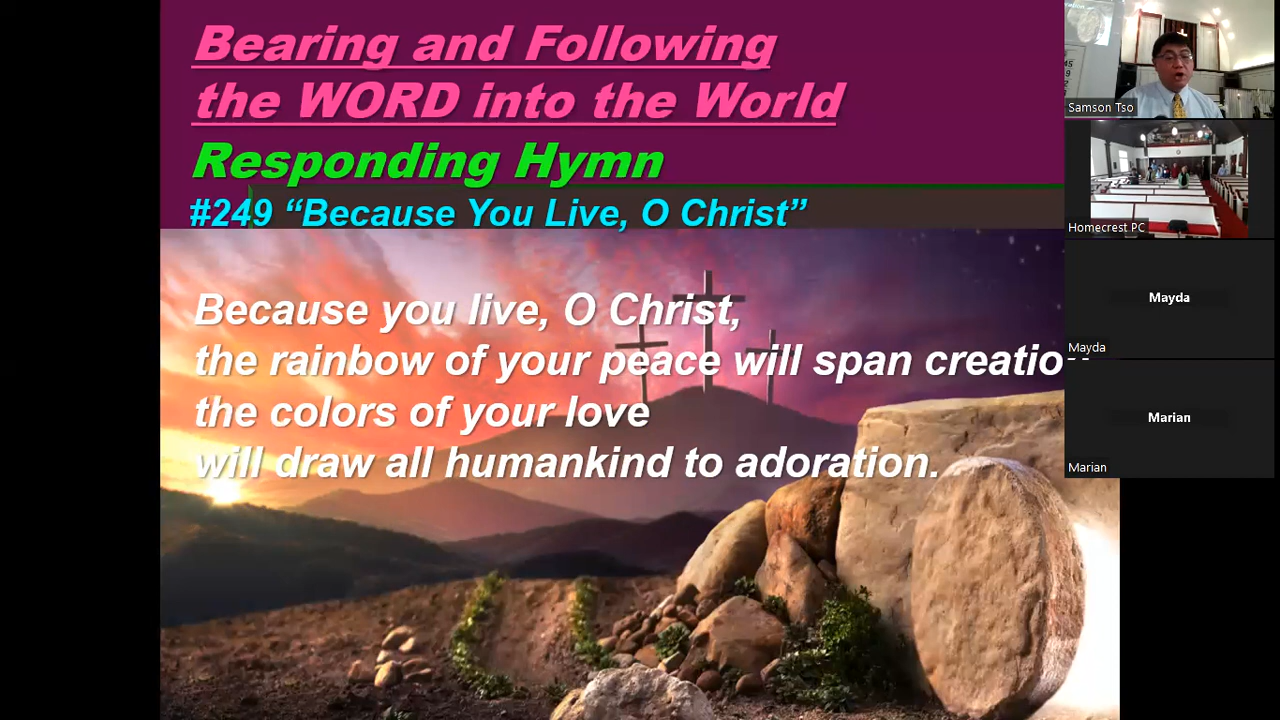 Bearing and Following
the WORD into the World
Responding Hymn
#249 “Because You Live, O Christ”
Because you live, O Christ,
the rainbow of your peace will span creatio
the colors of your love
will draw all humankind to adoration.
Samson Tso
Homecrest PC
Mayda
Mayda
Marian
Marian